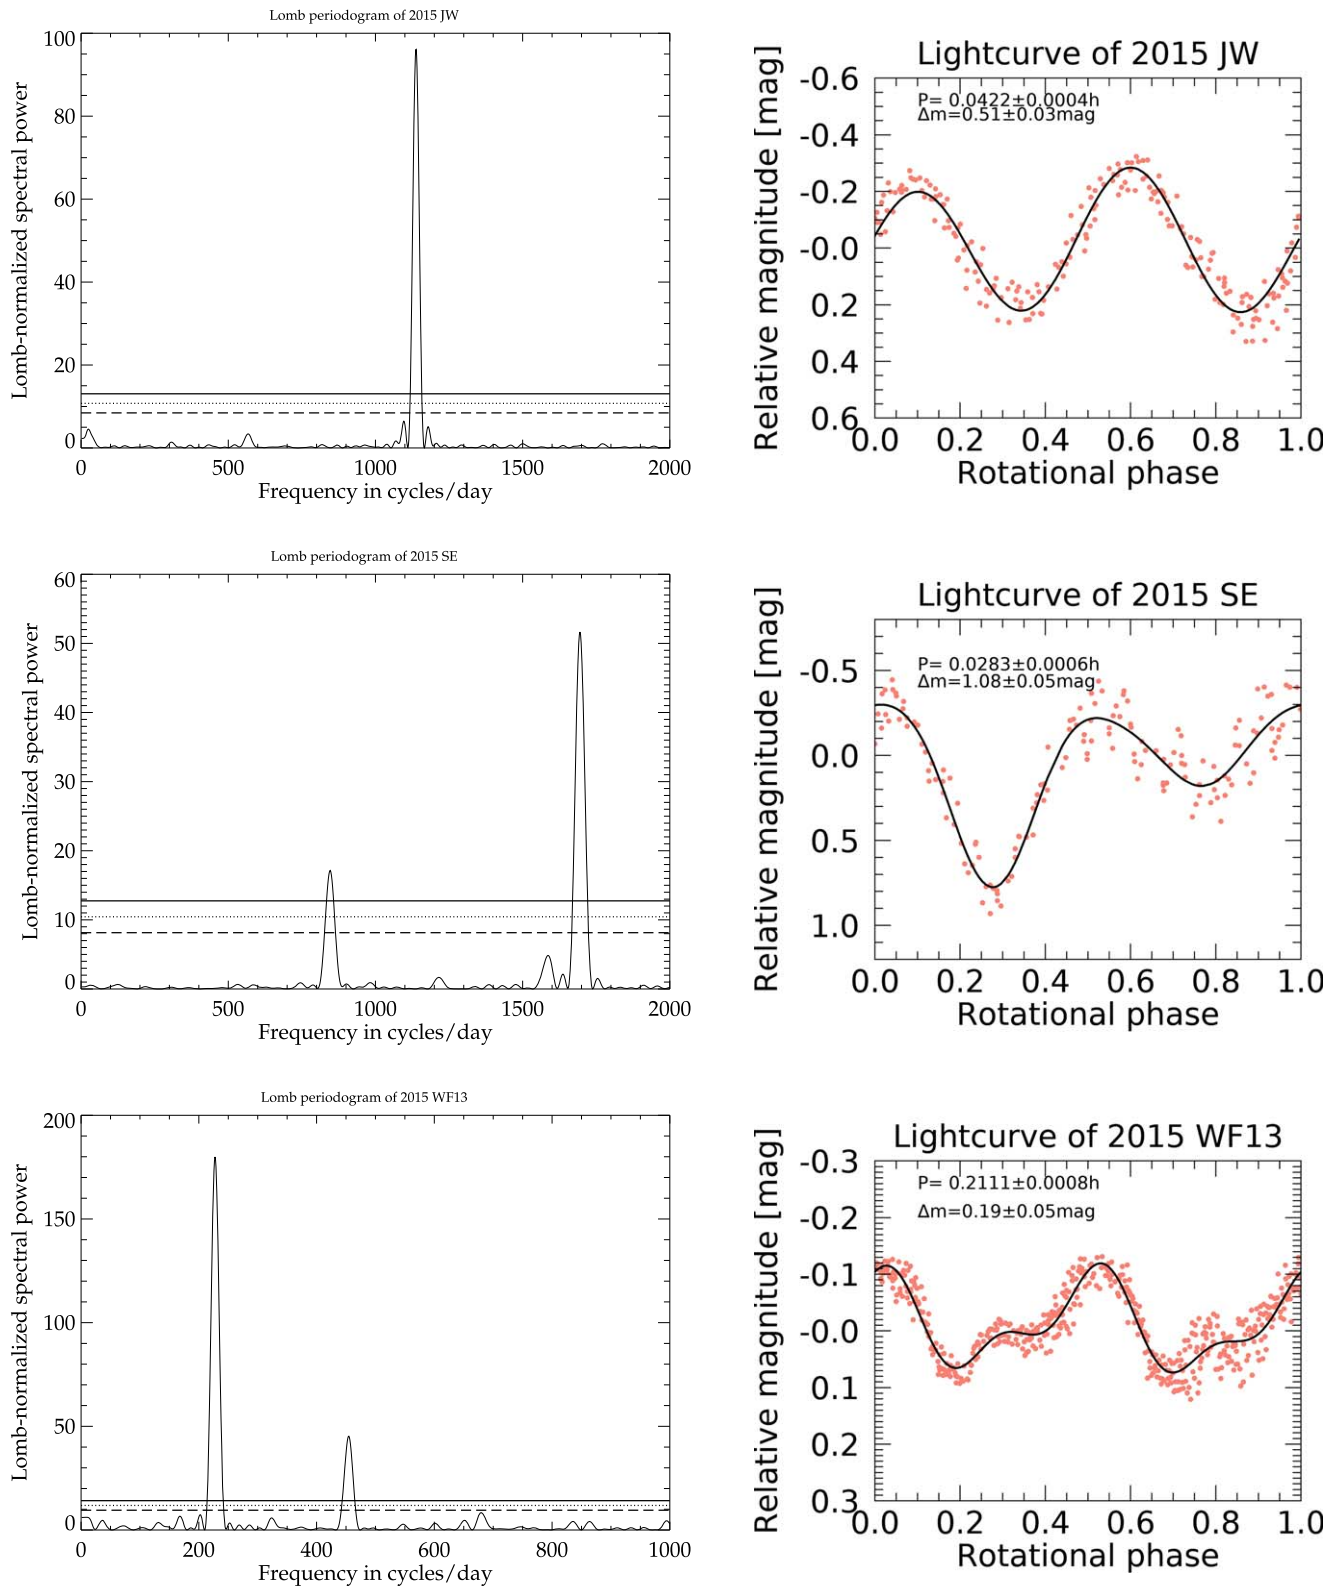 Lomb periodogram of 2015 JW
Lomb-normalized spectral power
100
80
60
40
20
0
0 500 1000 1500 2000
Frequency in cycles/day
Lightcurve of 2015 JW
Relative magnitude [mag]
P= 0.0422±0.0004h
Δm=0.51±0.03mag
-0.6
-0.4
-0.2
-0.0
0.2
0.4
0.6
0.0 0.2 0.4 0.6 0.8 1.0
Rotational phase
Lomb periodogram of 2015 SE
Lomb-normalized spectral power
60
50
40
30
20
10
0
0 500 1000 1500 2000
Frequency in cycles/day
Lightcurve of 2015 SE
Relative magnitude [mag]
P= 0.0283±0.0006h
Δm=1.08±0.05mag
-0.5
0.0
0.5
1.0
0.0 0.2 0.4 0.6 0.8 1.0
Rotational phase
Lomb periodogram of 2015 WF13
Lomb-normalized spectral power
200
150
100
50
0
0 200 400 600 800 1000
Frequency in cycles/day
Lightcurve of 2015 WF13
Relative magnitude [mag]
P= 0.2111±0.0008h
Δm=0.19±0.05mag
-0.3
-0.2
-0.1
-0.0
0.1
0.2
0.3
0.0 0.2 0.4 0.6 0.8 1.0
Rotational phase